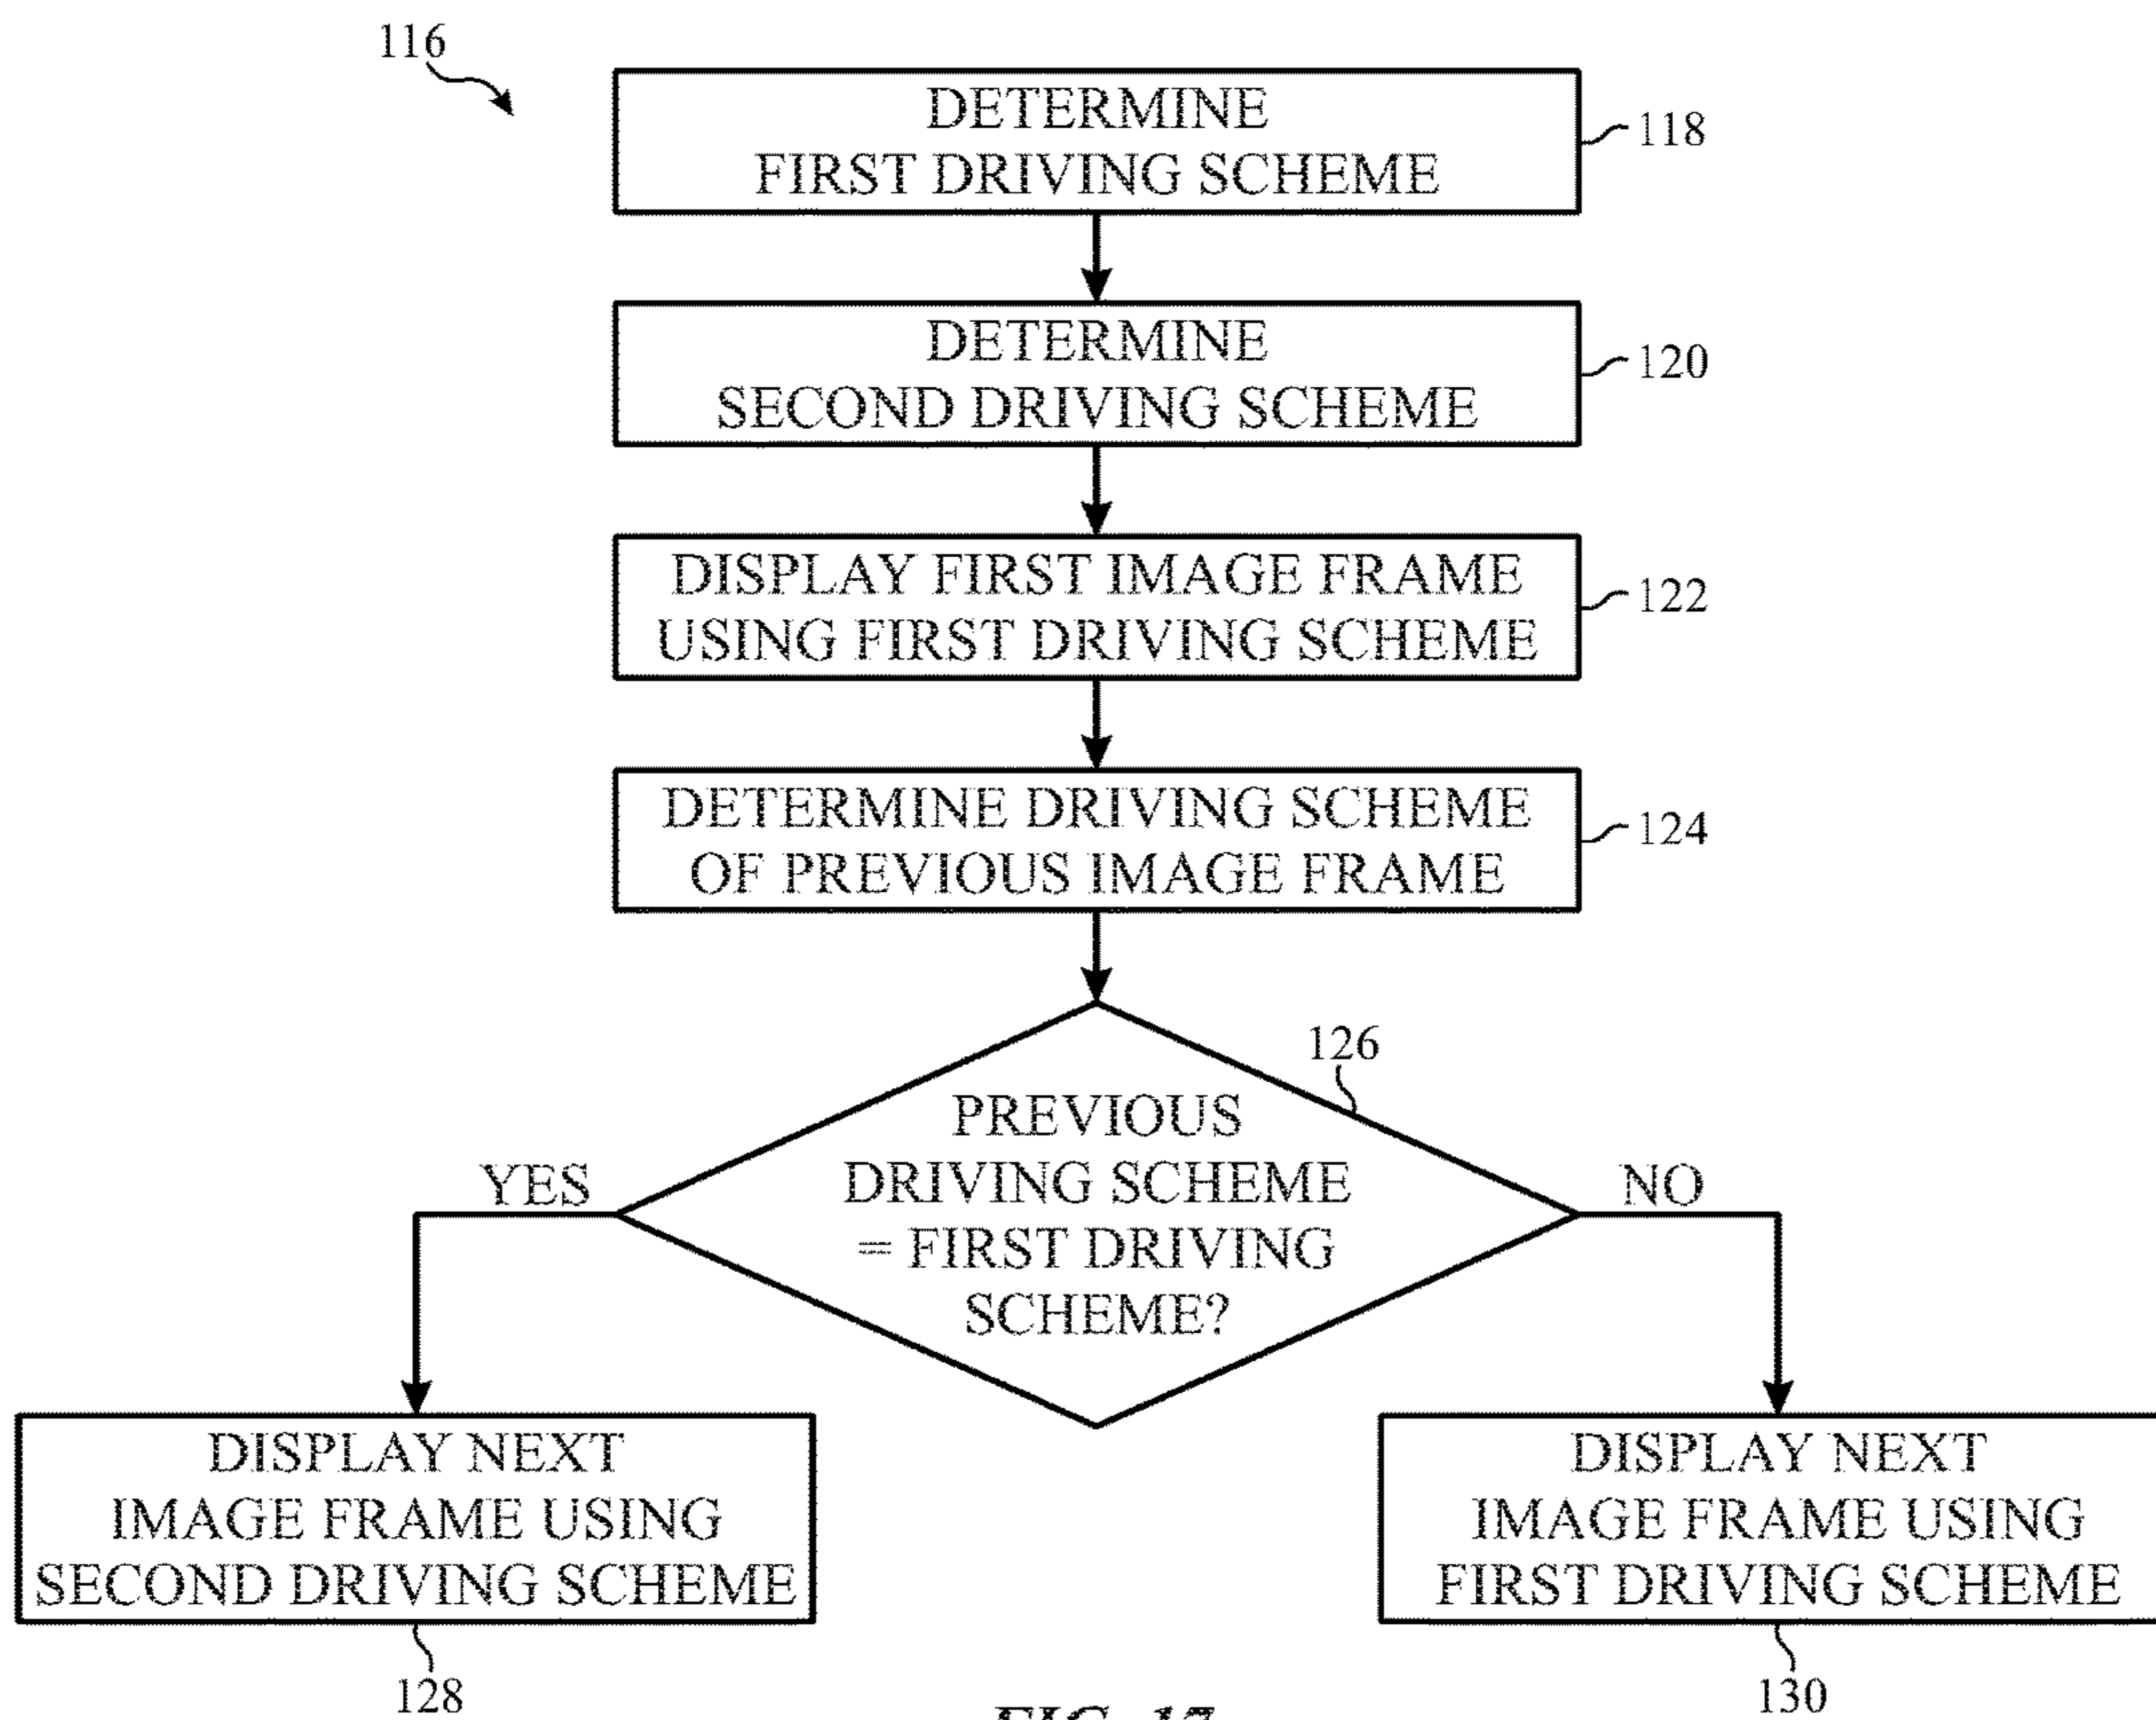 116
DETERMINE
FIRST DRIVING SCHEME
118
DETERMINE
SECOND DRIVING SCHEME
120
DISPLAY FIRST IMAGE FRAME
USING FIRST DRIVING SCHEME
122
DETERMINE DRIVING SCHEME
OF PREVIOUS IMAGE FRAME
124
126
PREVIOUS
DRIVING SCHEME
= FIRST DRIVING
SCHEME?
YES
NO
DISPLAY NEXT
IMAGE FRAME USING
SECOND DRIVING SCHEME
128
DISPLAY NEXT
IMAGE FRAME USING
FIRST DRIVING SCHEME
130
FIG. 17